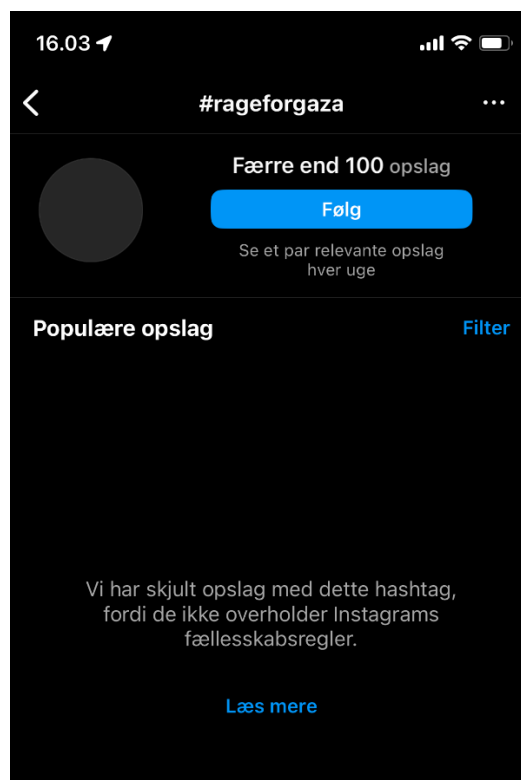 16.03
#rageforgaza
Færre end 100 opslag
Følg
Se et par relevante opslag
hver uge
Populære opslag
Filter
Vi har skjult opslag med dette hashtag,
fordi de ikke overholder Instagrams
fællesskabsregler.
Læs mere